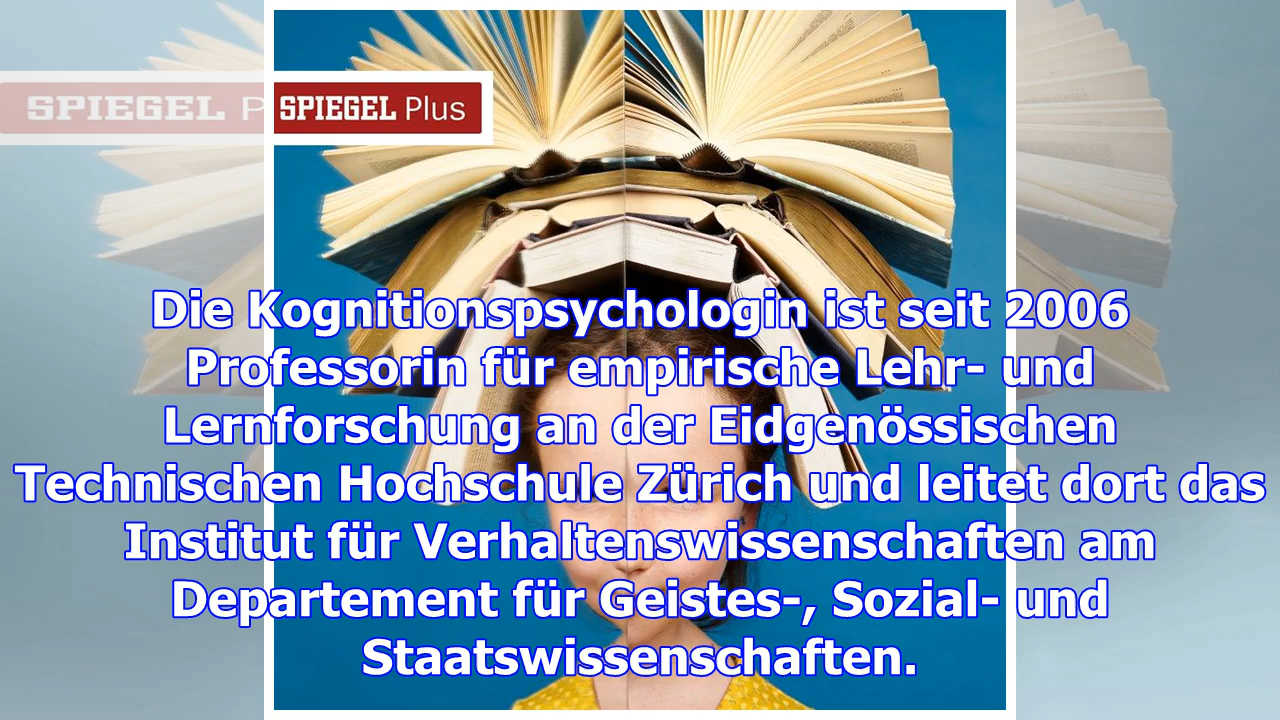 SPIEGEL P
SPIEGEL Plus
Die Kognitionspsychologin ist seit 2006
Professorin für empirische Lehr- und
Lernforschung an der Eidgenössischen
Technischen Hochschule Zürich und leitet dort das
Institut für Verhaltenswissenschaften am
Departement für Geistes-, Sozial- und
Staatswissenschaften.